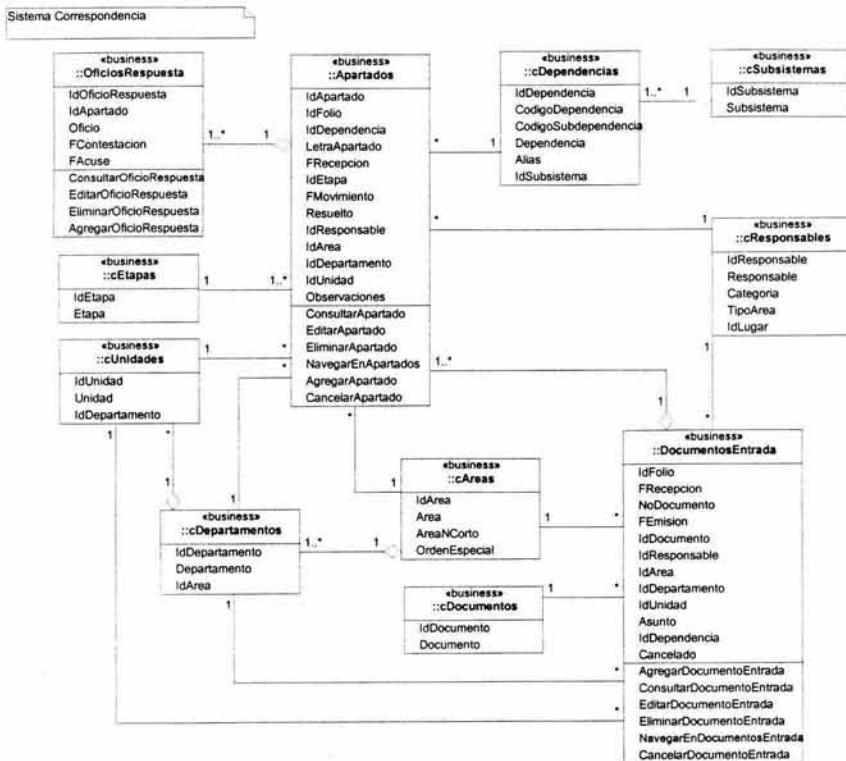 Sistema Correspondencia
«business»
::OficiosRespuesta
IdOficioRespuesta
IdApartado
Oficio
FContestacion
FAcuse
ConsultarOficioRespuesta
EditarOficioRespuesta
EliminarOficioRespuesta
AgregarOficioRespuesta
1..*
1
«business»
::Apartados
IdApartado
IdFolio
IdDependencia
LetraApartado
FRecepcion
IdEtapa
FMovimiento
Resuelto
IdResponsable
IdArea
IdDepartamento
IdUnidad
Observaciones
ConsultarApartado
EditarApartado
EliminarApartado
NavegarEnApartados
AgregarApartado
CancelarApartado
«business»
::cDependencias
IdDependencia
CodigoDependencia
CodigoSubdependencia
Dependencia
Alias
IdSubsistema
1..*
1
*
1
«business»
::cSubsistemas
IdSubsistema
Subsistema
*
1
«business»
::cResponsables
IdResponsable
Responsable
Categoria
TipoArea
IdLugar
1
*
«business»
::cEtapas
IdEtapa
Etapa
1
1..*
«business»
::cUnidades
IdUnidad
Unidad
IdDepartamento
1
*
*
1..*
1
1
*
1
1
*
«business»
::cDepartamentos
IdDepartamento
Departamento
IdArea
1..*
1
1
«business»
::cAreas
IdArea
Area
AreaNCorto
OrdenEspecial
1
1
*
«business»
::cDocumentos
IdDocumento
Documento
1
*
«business»
::DocumentosEntrada
IdFolio
FRecepcion
NoDocumento
FEmision
IdDocumento
IdResponsable
IdArea
IdDepartamento
IdUnidad
Asunto
IdDependencia
Cancelado
AgregarDocumentoEntrada
ConsultarDocumentoEntrada
EditarDocumentoEntrada
EliminarDocumentoEntrada
NavegarEnDocumentosEntrada
CancelarDocumentoEntrada
*
*